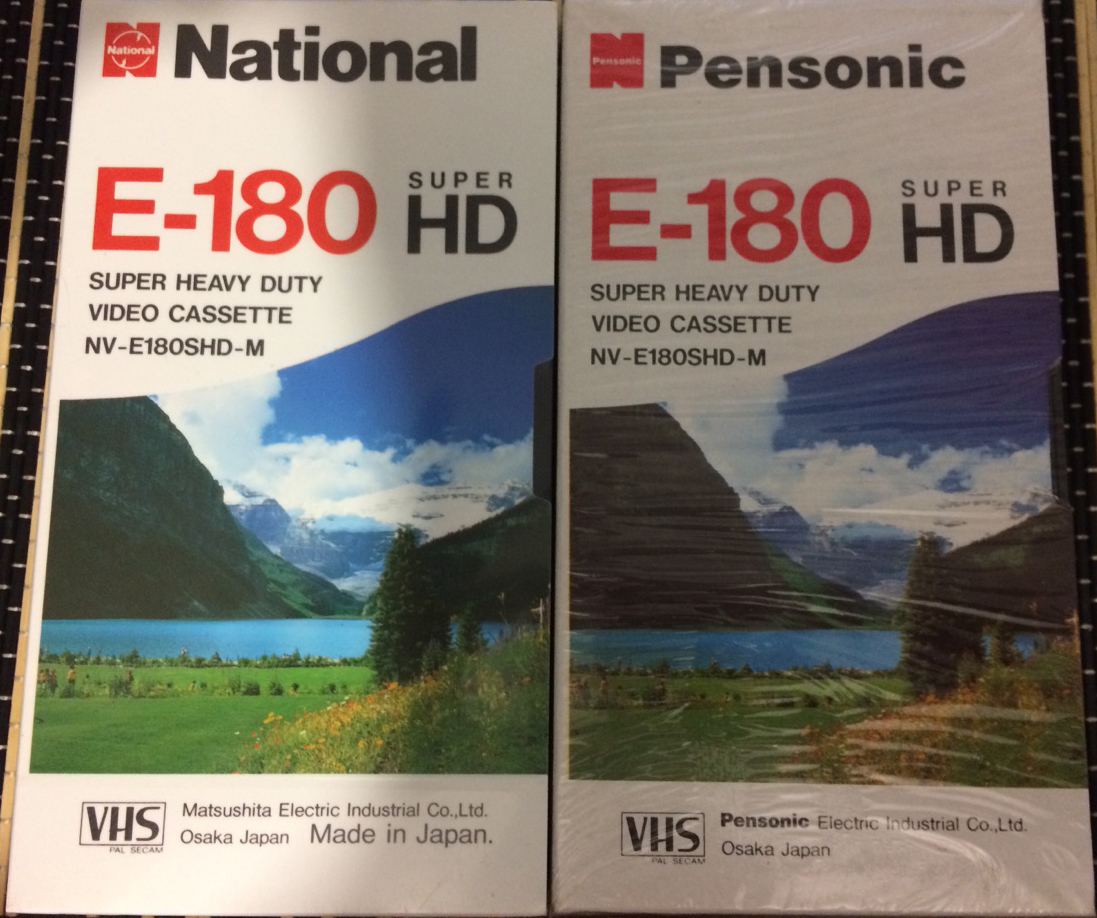 National
National
E-180
SUPER
HD
SUPER HEAVY DUTY
VIDEO CASSETTE
NV-E180SHD-M
VHS
PAL SECAM
Matsushita Electric Industrial Co.,Ltd.
Osaka Japan Made in Japan.
Pensonic
Pensonic
E-180
SUPER
HD
SUPER HEAVY DUTY
VIDEO CASSETTE
NV-E180SHD-M
VHS
PAL SECAM
Pensonic Electric Industrial Co.,Ltd.
Osaka Japan